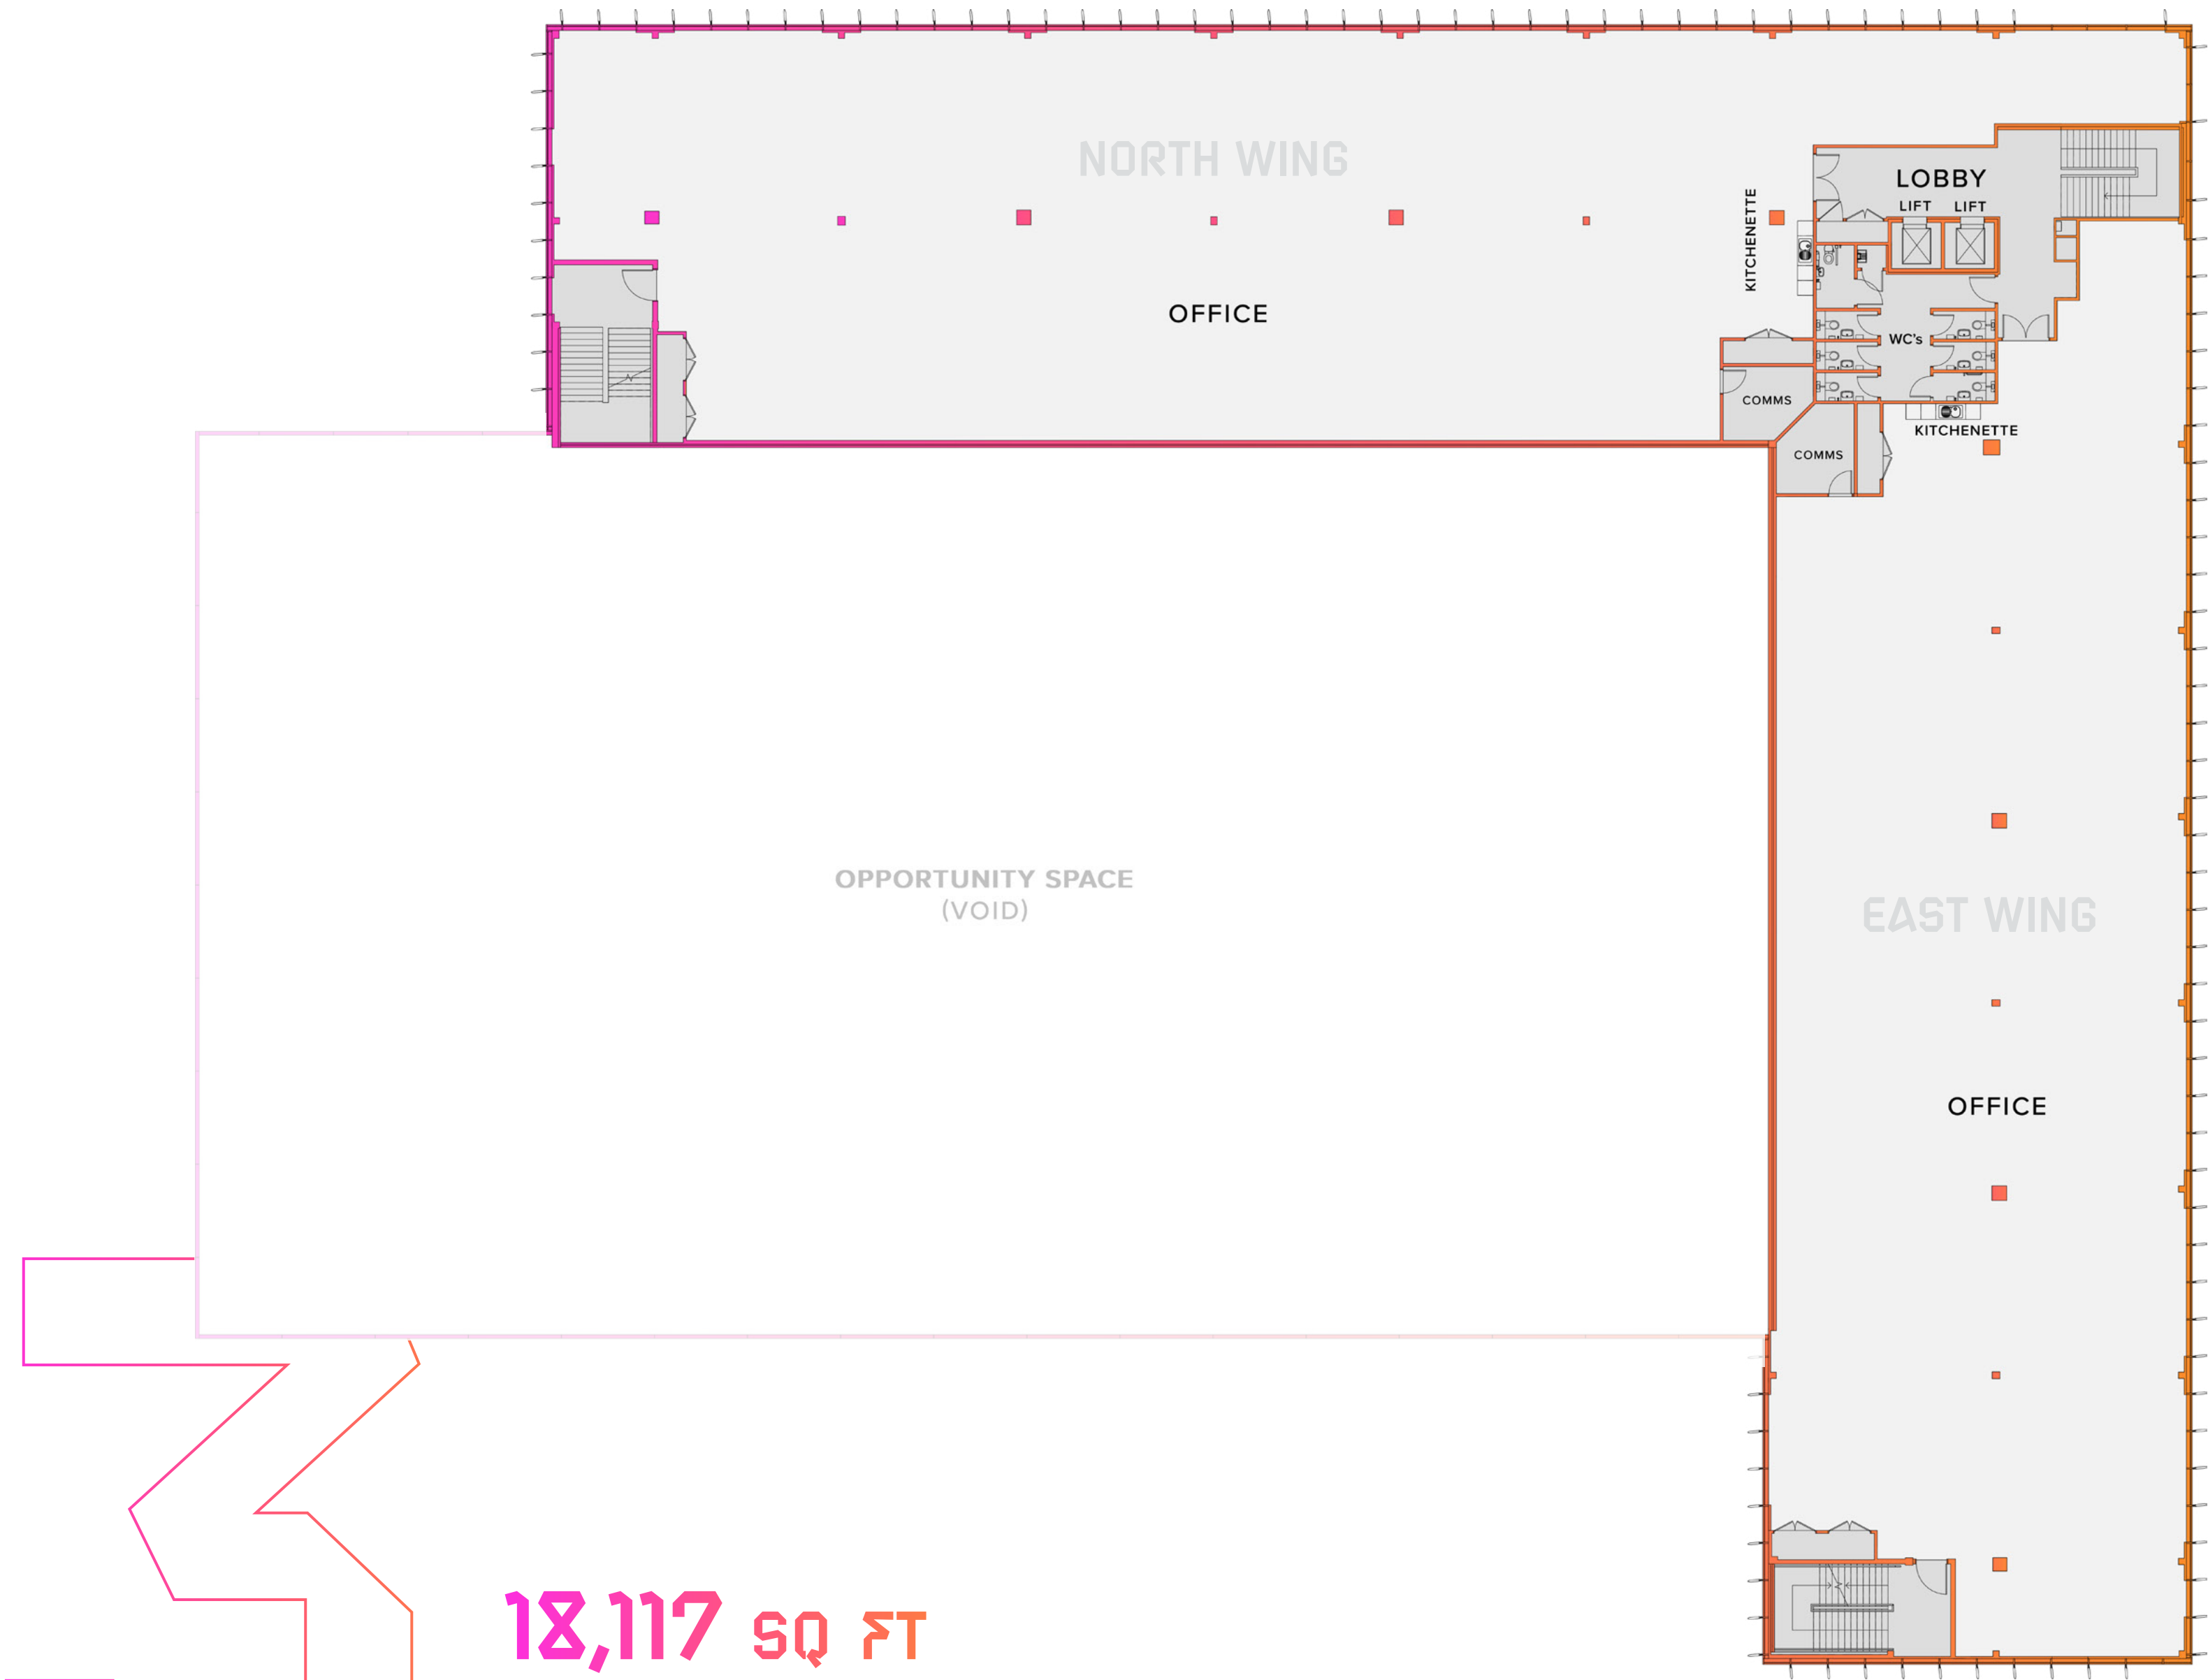 NORTH WING
LOBBY
LIFT LIFT
KITCHENETTE
OFFICE
WC's
COMMS
KITCHENETTE
COMMS
OPPORTUNITY SPACE
(VOID)
EAST WING
OFFICE
18,117 SQ FT